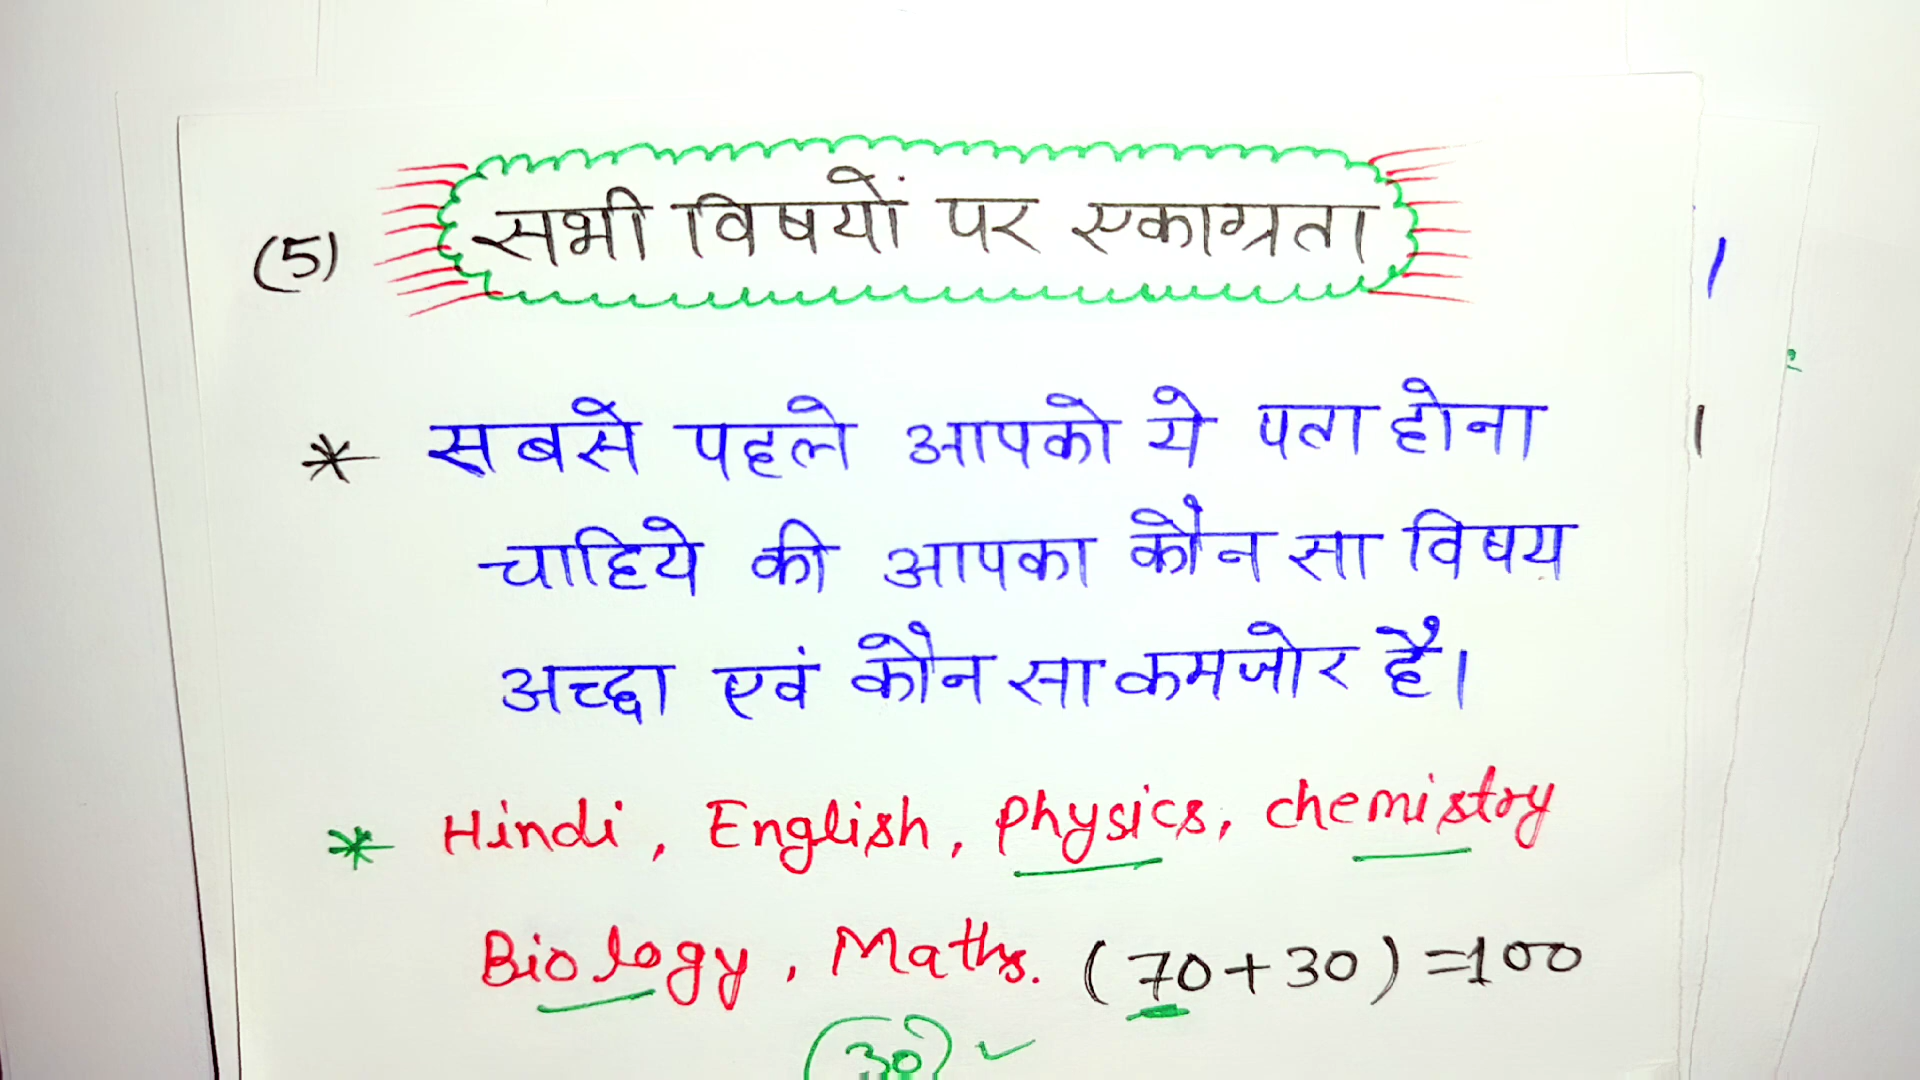 (5) सभी विषयों पर एकाग्रता
* सबसे पहले आपको ये पता होना
चाहिये की आपका कौन सा विषय
अच्छा एवं कौन सा कमजोर है।
* Hindi, English, Physics, chemistry
Biology, Maths. (70+30)=100
30